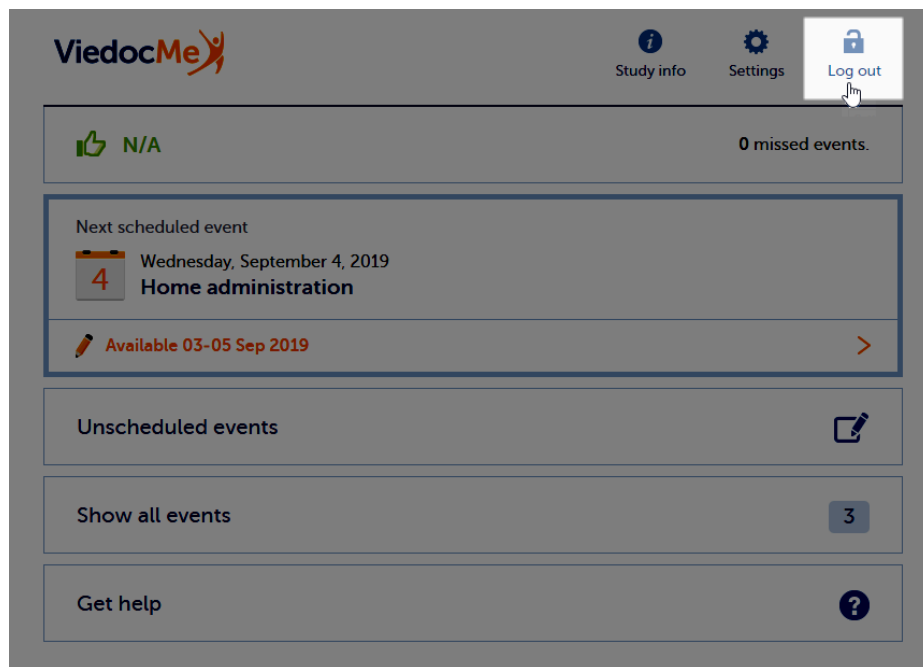 ViedocMe
Study info
Settings
Log out
N/A
0 missed events.
Next scheduled event
4
Wednesday, September 4, 2019
Home administration
Available 03-05 Sep 2019
Unscheduled events
Show all events
3
Get help